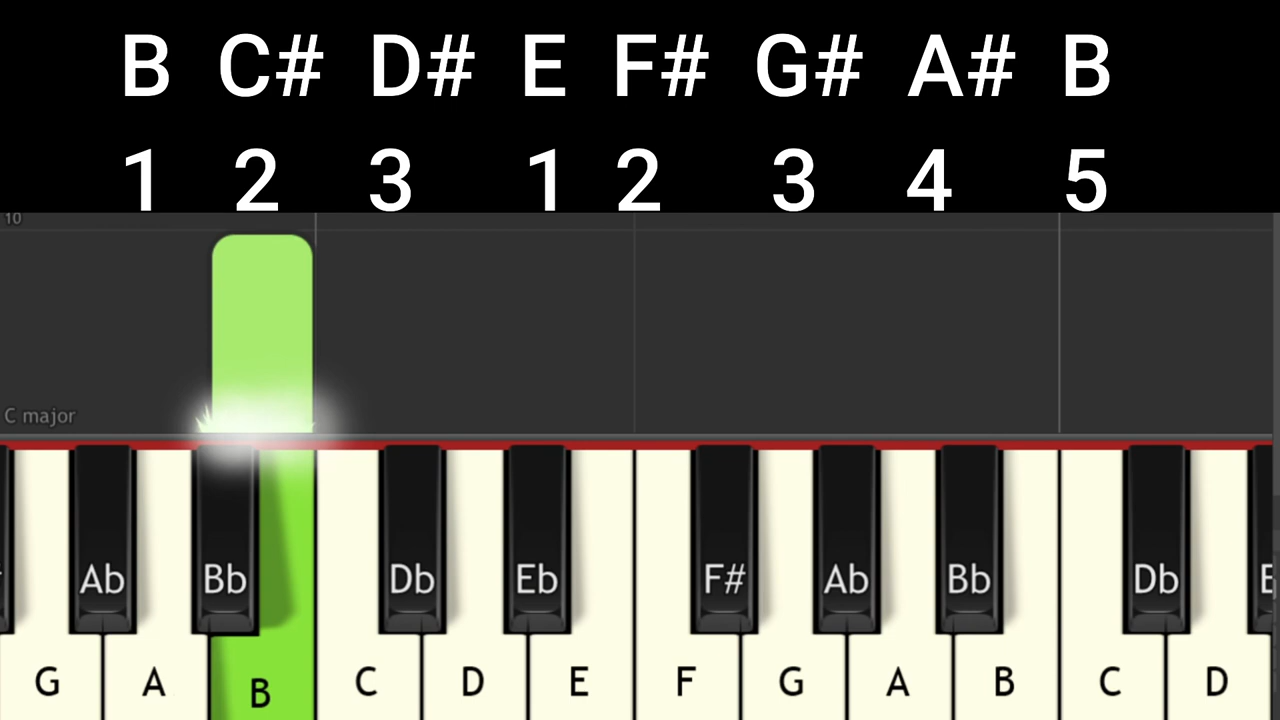 B C# D# E F# G# A# B
1 2 3 1 2 3 4 5
10
C major
Ab Bb Db Eb F# Ab Bb Db
G A B C D E F G A B C D